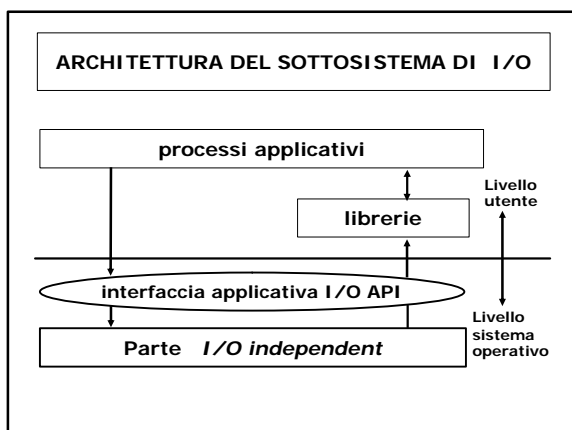 ARCHITETTURA DEL SOTTOSISTEMA DI I/O
processi applicativi
librerie
Livello
utente
interfaccia applicativa I/O API
Livello
sistema
operativo
Parte I/O independent